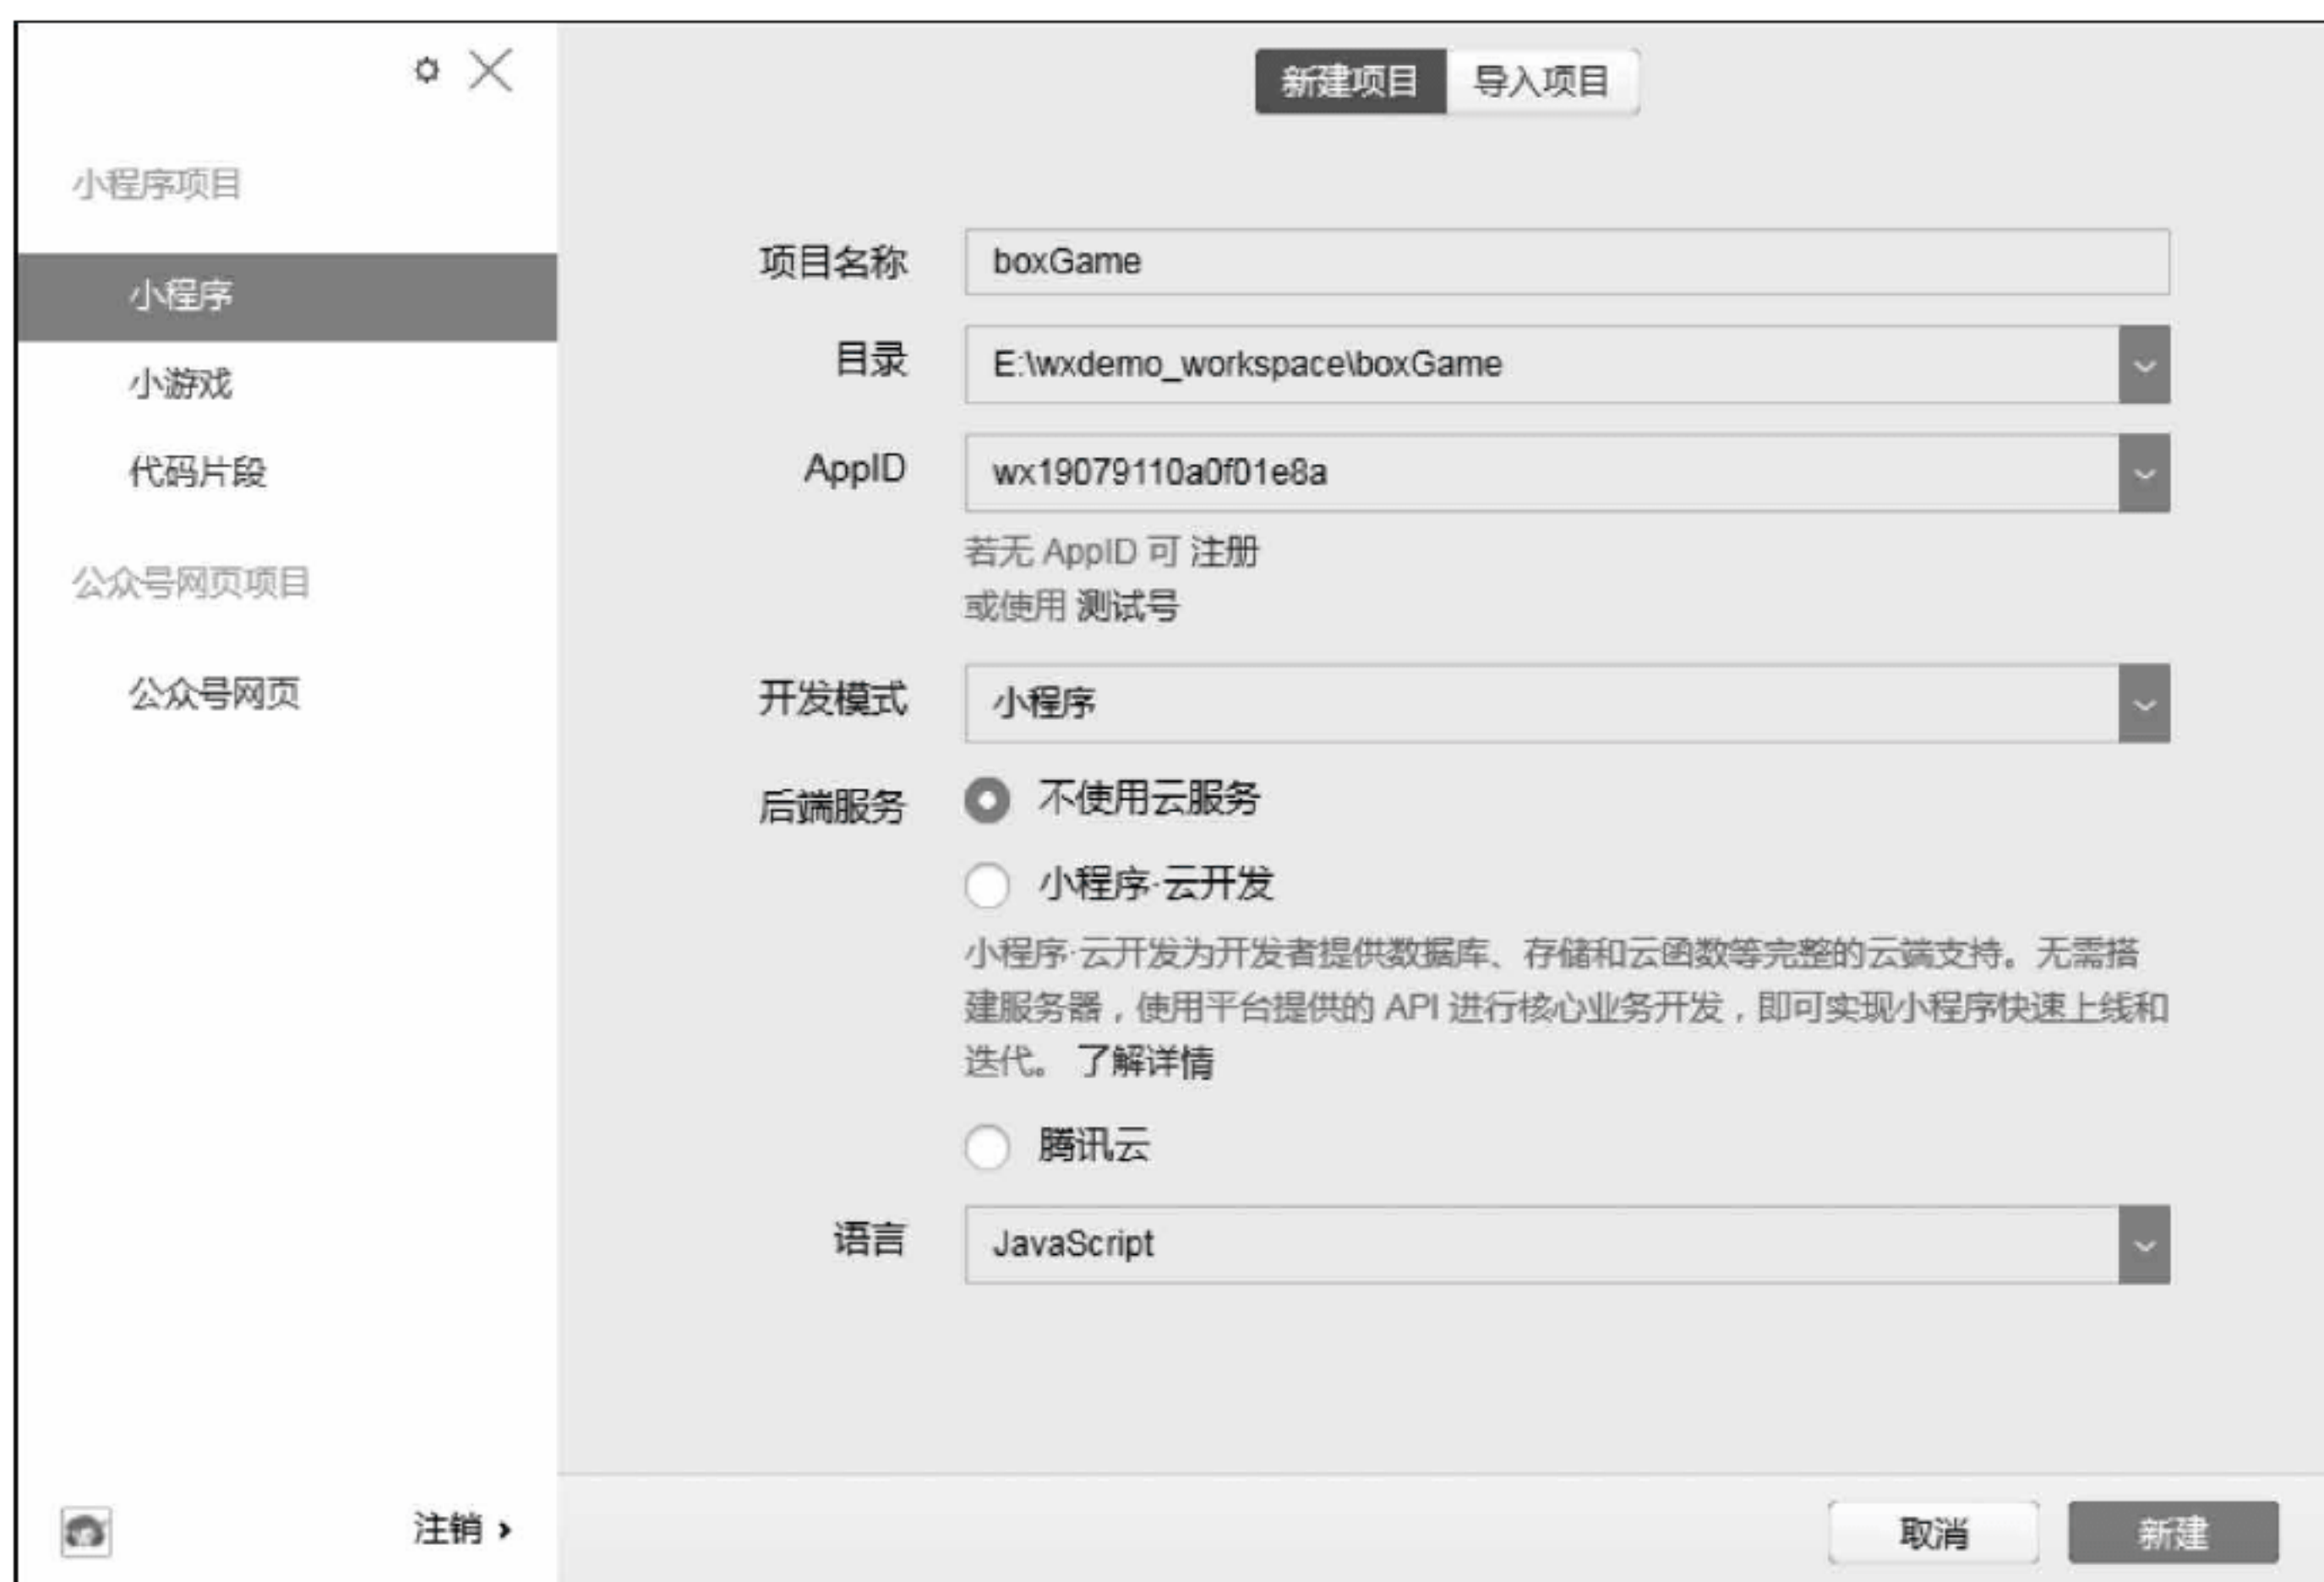 小程序项目
小程序
小游戏
代码片段
公众号网页项目
公众号网页
注销
新建项目 导入项目
项目名称 boxGame
目录 E:\wxdemo_workspace\boxGame
AppID wx19079110a0f01e8a
若无 AppID 可 注册
或使用 测试号
开发模式 小程序
后端服务 不使用云服务
小程序·云开发
小程序·云开发为开发者提供数据库、存储和云函数等完整的云端支持。无需搭
建服务器，使用平台提供的 API 进行核心业务开发，即可实现小程序快速上线和
迭代。 了解详情
腾讯云
语言 JavaScript
取消 新建